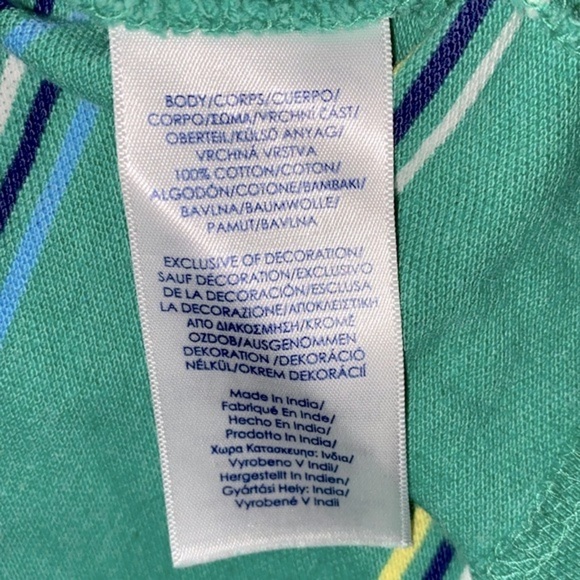 BODY/CORPS/CUERPO/
CORPO/ΣΩΜΑ/VRCHNÍ ČÁST/
OBERTEIL/KÜLSŐ ANYAG/
VRCHNÁ VRSTVA
100% COTTON/COTON/
ALGODÓN/COTONE/ΒΑΜΒΑΚΙ/
BAVLNA/BAUMWOLLE/
PAMUT/BAVLNA
EXCLUSIVE OF DECORATION/
SAUF DÉCORATION/EXCLUSIVO
DE LA DECORACIÓN/ESCLUSA
LA DECORAZIONE/ΑΠΟΚΛΕΙΣΤΙΚΗ
ΑΠΟ ΔΙΑΚΟΣΜΗΣΗ/KROMĚ
OZDOB/AUSGENOMMEN
DEKORATION /DEKORÁCIÓ
NÉLKÜL/OKREM DEKORÁCIÍ
Made In India/
Fabriqué En Inde/
Hecho En India/
Prodotto In India/
Χωρα Κατασκευησ: Ινδια/
Vyrobeno V Indii/
Hergestellt In Indien/
Gyártási Hely: India/
Vyrobené V Indii